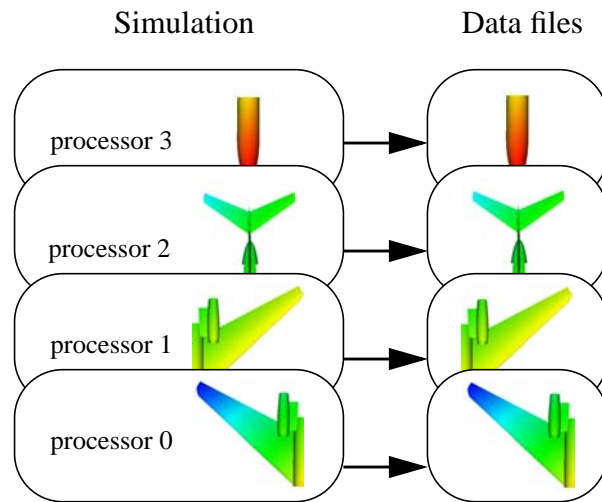 Simulation
Data files
processor 3
processor 2
processor 1
processor 0